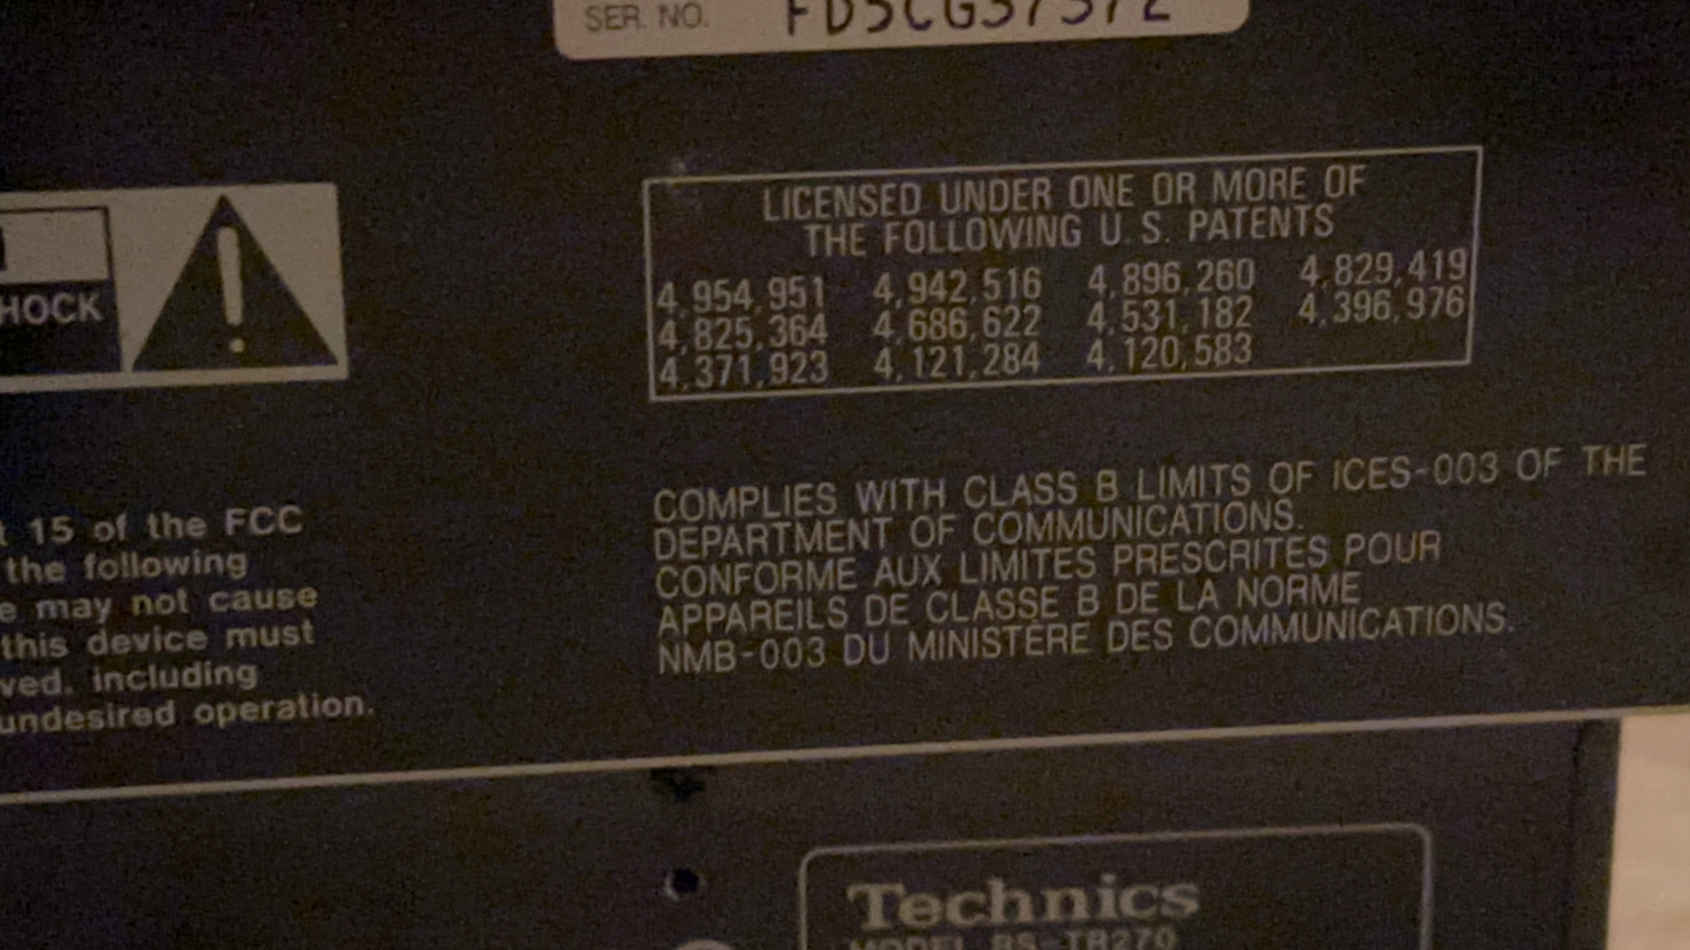 SER. NO.
HOCK
LICENSED UNDER ONE OR MORE OF
THE FOLLOWING U.S. PATENTS
4,954,951 4,942,516 4,896,260 4,829,419
4,825,364 4,686,622 4,531,182 4,396,976
4,371,923 4,121,284 4,120,583
t 15 of the FCC
the following
e may not cause
this device must
ved, including
undesired operation.
COMPLIES WITH CLASS B LIMITS OF ICES-003 OF THE
DEPARTMENT OF COMMUNICATIONS.
CONFORME AUX LIMITES PRESCRITES POUR
APPAREILS DE CLASSE B DE LA NORME
NMB-003 DU MINISTÈRE DES COMMUNICATIONS.
Technics
MODEL RS-TR270